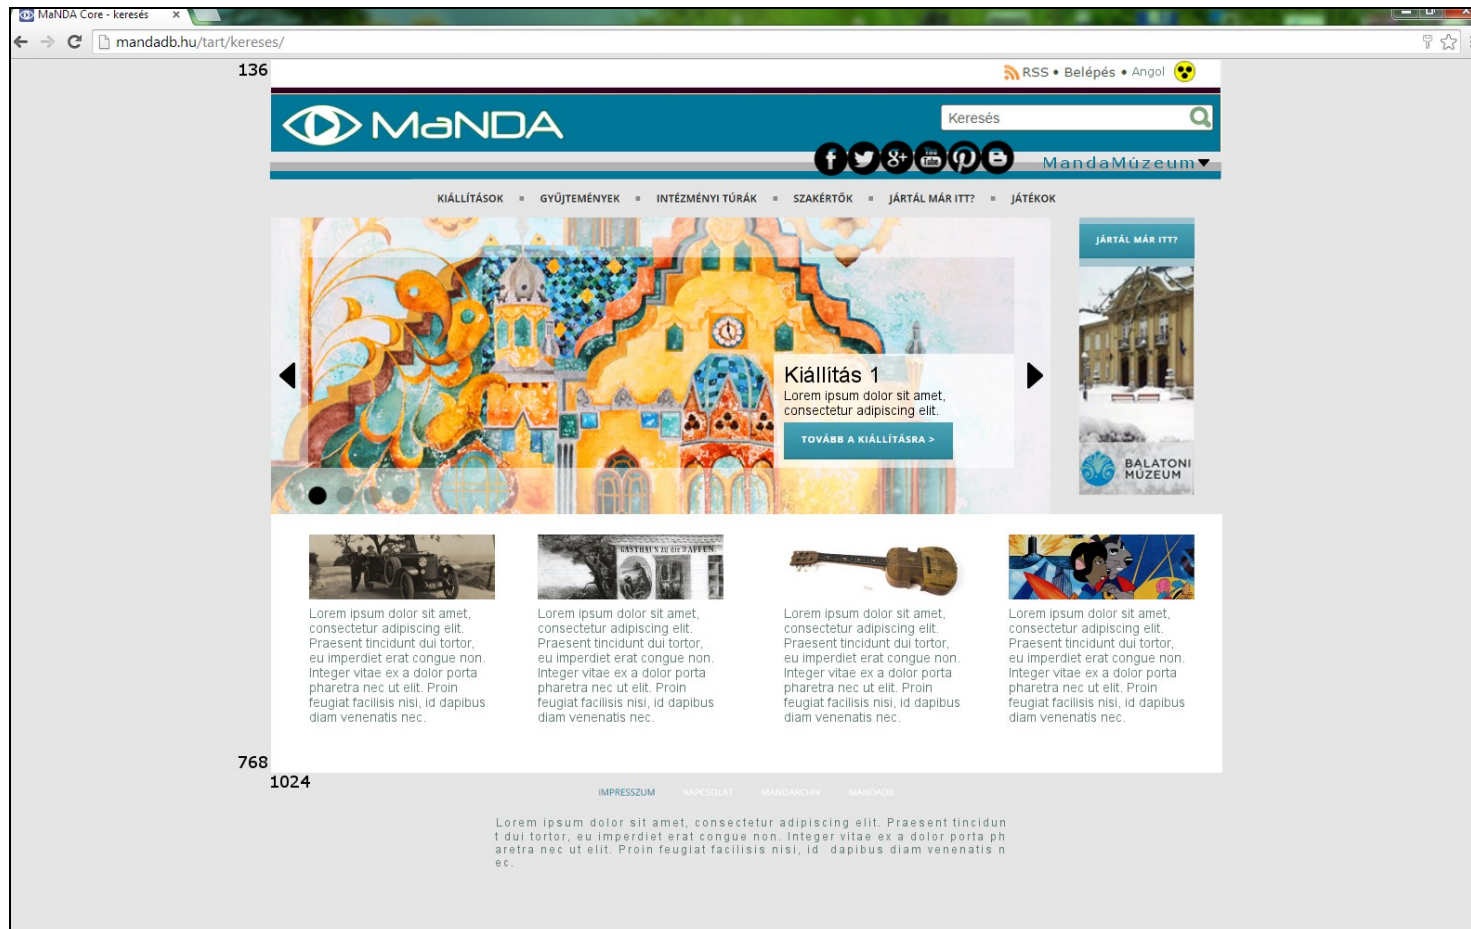 MaNDA Core - keresés
mandadb.hu/tart/kereses/
136
RSS • Belépés • Angol
MaNDA
Keresés
You Tube
MandaMúzeum
KIÁLLÍTÁSOK
GYŰJTEMÉNYEK
INTÉZMÉNYI TÚRÁK
SZAKÉRTŐK
JÁRTÁL MÁR ITT?
JÁTÉKOK
JÁRTÁL MÁR ITT?
Kiállítás 1
Lorem ipsum dolor sit amet,
consectetur adipiscing elit.
TOVÁBB A KIÁLLÍTÁSRA >
BALATONI
MÚZEUM
GASTHAUS ZU DEN WAFFEN.
Lorem ipsum dolor sit amet,
consectetur adipiscing elit.
Praesent tincidunt dui tortor,
eu imperdiet erat congue non.
Integer vitae ex a dolor porta
pharetra nec ut elit. Proin
feugiat facilisis nisi, id dapibus
diam venenatis nec.
Lorem ipsum dolor sit amet,
consectetur adipiscing elit.
Praesent tincidunt dui tortor,
eu imperdiet erat congue non.
Integer vitae ex a dolor porta
pharetra nec ut elit. Proin
feugiat facilisis nisi, id dapibus
diam venenatis nec.
Lorem ipsum dolor sit amet,
consectetur adipiscing elit.
Praesent tincidunt dui tortor,
eu imperdiet erat congue non.
Integer vitae ex a dolor porta
pharetra nec ut elit. Proin
feugiat facilisis nisi, id dapibus
diam venenatis nec.
Lorem ipsum dolor sit amet,
consectetur adipiscing elit.
Praesent tincidunt dui tortor,
eu imperdiet erat congue non.
Integer vitae ex a dolor porta
pharetra nec ut elit. Proin
feugiat facilisis nisi, id dapibus
diam venenatis nec.
768
1024
IMPRESSZUM
KAPCSOLAT
MANDARCHIV
MANDADB
Lorem ipsum dolor sit amet, consectetur adipiscing elit. Praesent tincidun
t dui tortor, eu imperdiet erat congue non. Integer vitae ex a dolor porta ph
aretra nec ut elit. Proin feugiat facilisis nisi, id dapibus diam venenatis n
ec.